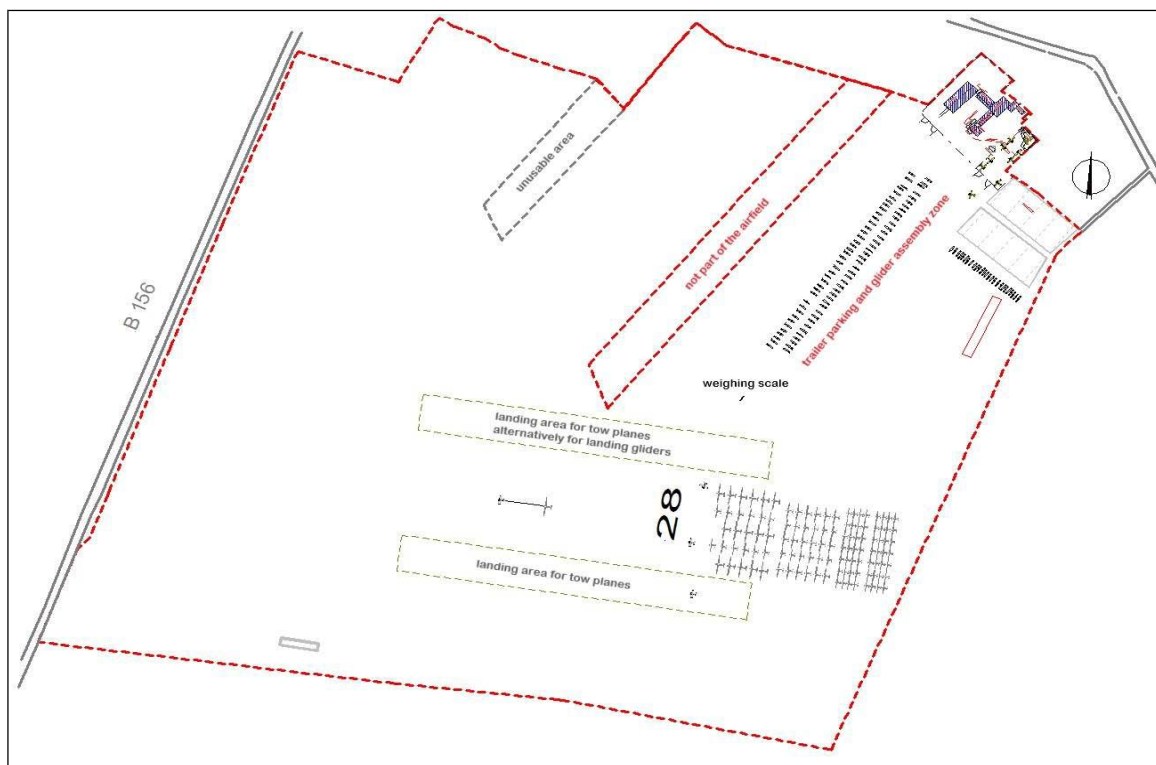 unusable area
not part of the airfield
trailer parking and glider assembly zone
B 156
weighing scale
landing area for tow planes
alternatively for landing gliders
28
landing area for tow planes